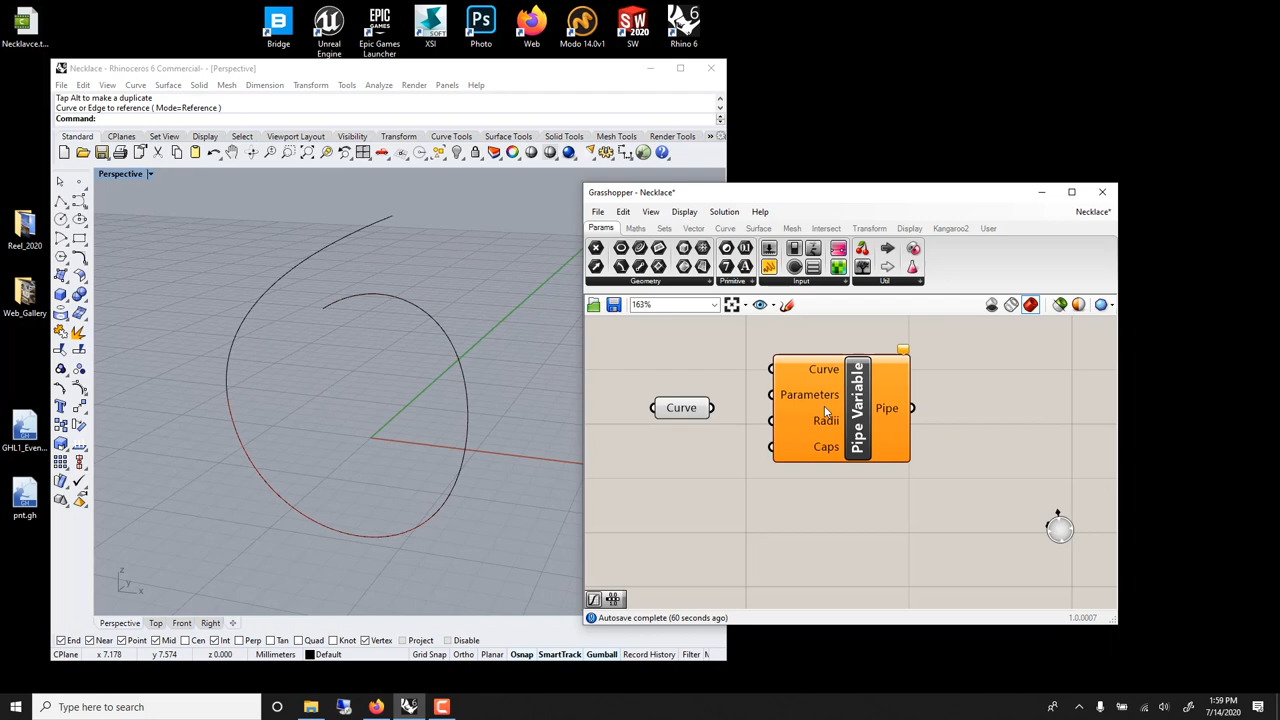 Necklavce.t...
Bridge
Unreal Engine
Epic Games Launcher
XSI
Photo
Web
Modo 14.0v1
SW
Rhino 6
Necklace - Rhinoceros 6 Commercial- - [Perspective]
File Edit View Curve Surface Solid Mesh Dimension Transform Tools Analyze Render Panels Help
Tap Alt to make a duplicate
Curve or Edge to reference ( Mode=Reference )
Command:
Standard CPlanes Set View Display Select Viewport Layout Visibility Transform Curve Tools Surface Tools Solid Tools Mesh Tools Render Tools
Perspective
Reel_2020
Web_Gallery
GHL1_Even...
pnt.gh
z
y
x
Perspective Top Front Right
End Near Point Mid Cen Int Perp Tan Quad Knot Vertex Project Disable
CPlane x 7.178 y 7.574 z 0.000 Millimeters Default Grid Snap Ortho Planar Osnap SmartTrack Gumball Record History Filter
Grasshopper - Necklace*
File Edit View Display Solution Help Necklace*
Params Maths Sets Vector Curve Surface Mesh Intersect Transform Display Kangaroo2 User
Geometry Primitive Input Util
163%
Curve
Curve
Parameters
Radii
Caps
Pipe Variable
Pipe
Autosave complete (60 seconds ago) 1.0.0007
Type here to search
1:59 PM
7/14/2020